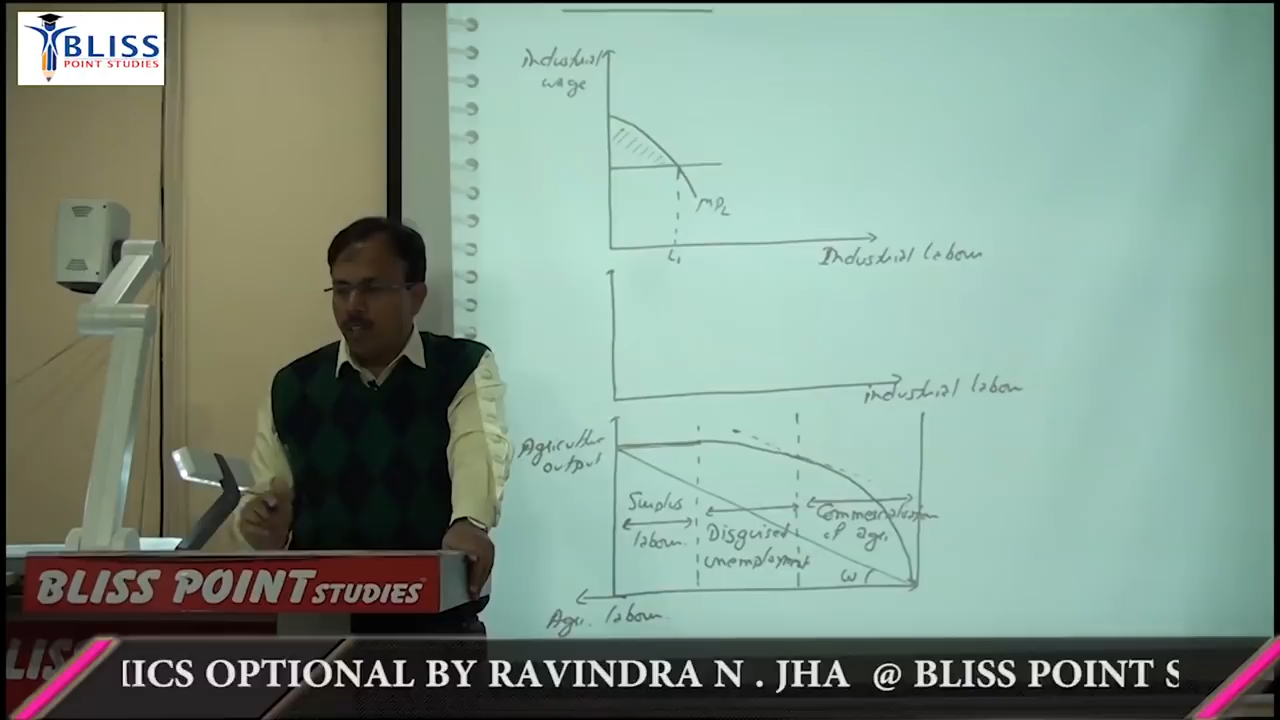 BLISS
POINT STUDIES
Industrial
wage
MPL
L1
Industrial labour
industrial labour
Agriculture
output
Surplus
labour
Disguised
unemployment
Commercialisation
of agri.
w
Agri. labour
BLISS POINT STUDIES
LIS
ICS OPTIONAL BY RAVINDRA N . JHA @ BLISS POINT S